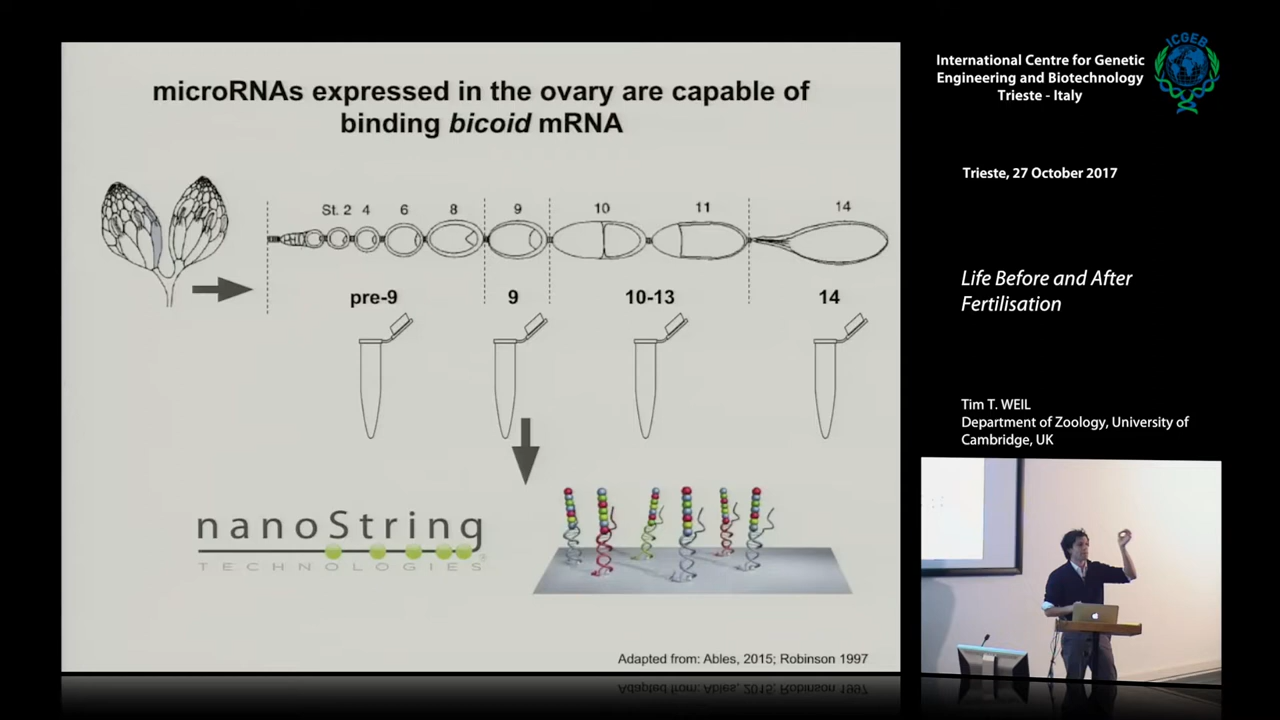 microRNAs expressed in the ovary are capable of
binding bicoid mRNA
St. 2 4 6 8 9 10 11 14
pre-9 9 10-13 14
nanoString
TECHNOLOGIES
Adapted from: Ables, 2015; Robinson 1997
International Centre for Genetic
Engineering and Biotechnology
Trieste - Italy
ICGEB
Trieste, 27 October 2017
Life Before and After
Fertilisation
Tim T. WEIL
Department of Zoology, University of
Cambridge, UK